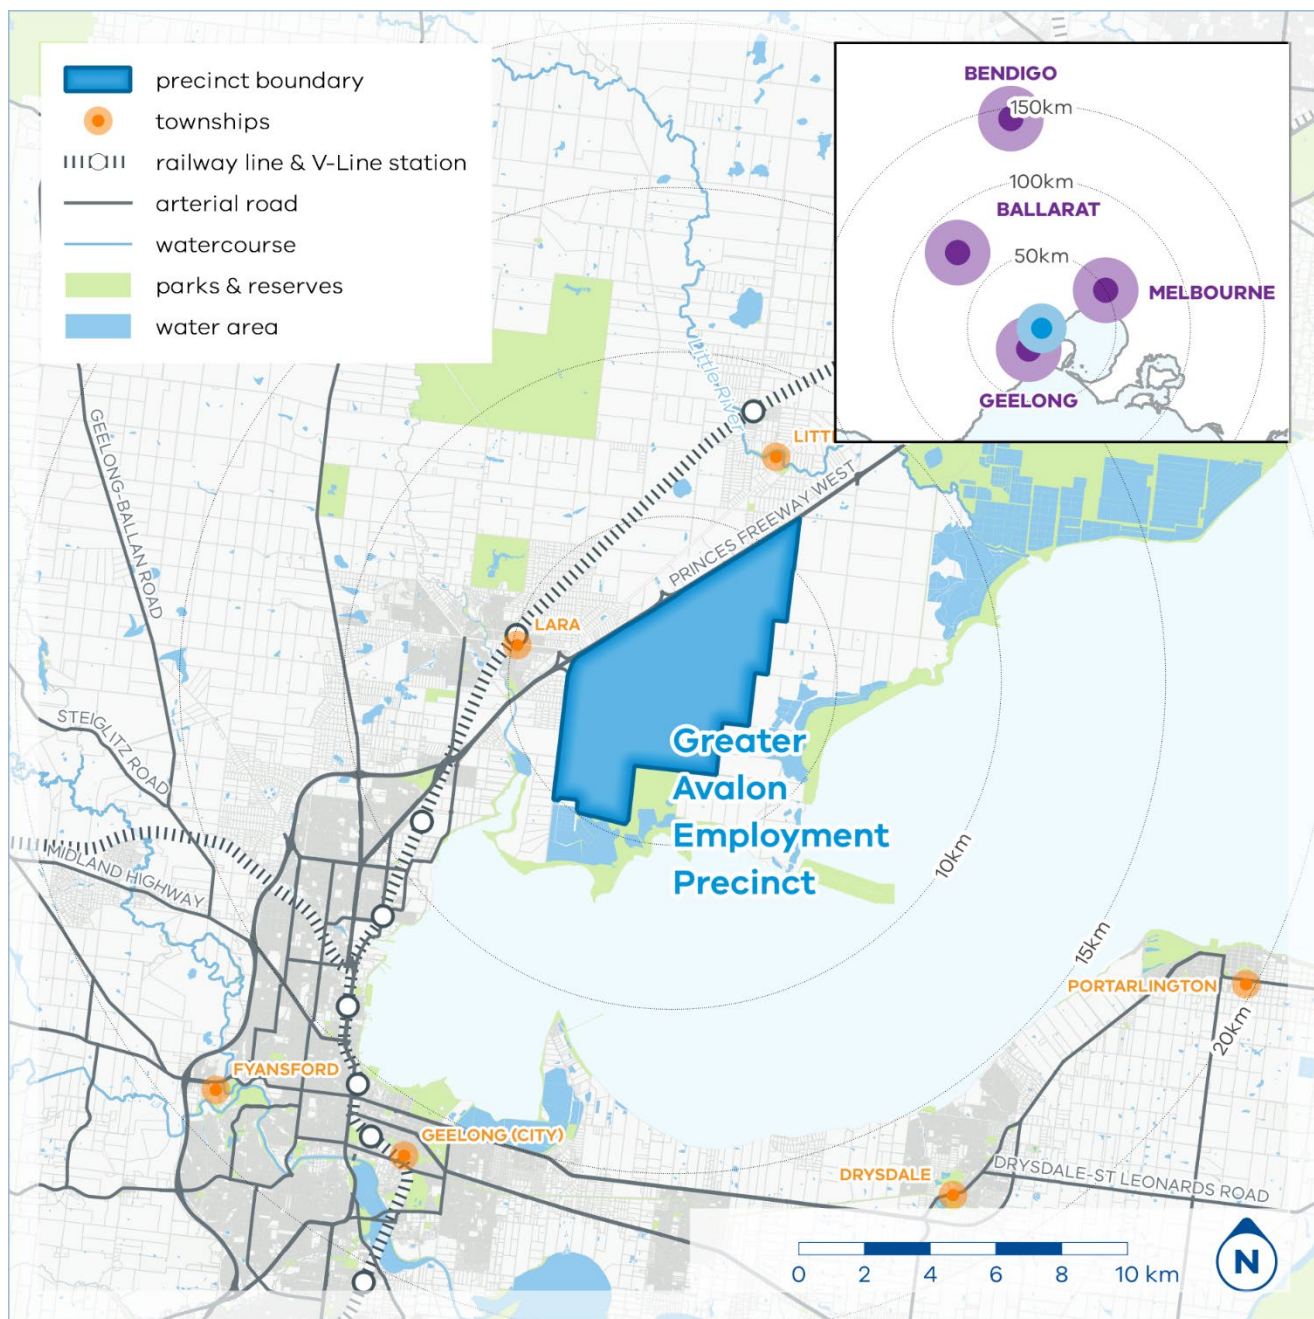 precinct boundary
townships
railway line & V-Line station
arterial road
watercourse
parks & reserves
water area
BENDIGO
150km
100km
BALLARAT
50km
MELBOURNE
GEELONG
Little River
LITT
GEELONG-BALLAN ROAD
PRINCES FREEWAY WEST
LARA
STEIGLITZ ROAD
Greater
Avalon
Employment
Precinct
MIDLAND HIGHWAY
10km
15km
PORTARLINGTON
20km
FYANSFORD
GEELONG (CITY)
DRYSDALE
DRYSDALE-ST LEONARDS ROAD
0 2 4 6 8 10 km
N